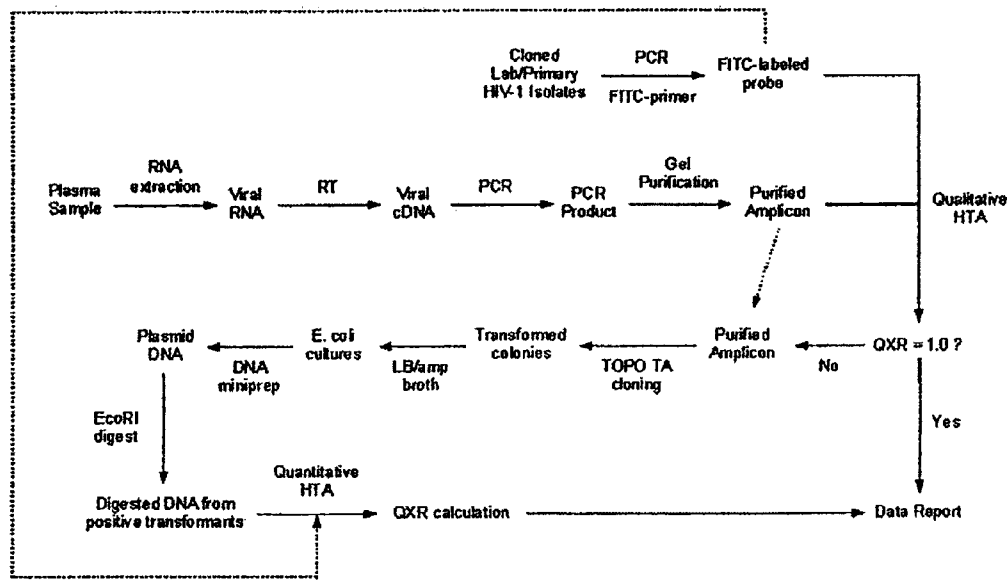 Cloned
Lab/Primary
HIV-1 Isolates
PCR
FITC-primer
FITC-labeled
probe
Plasma
Sample
RNA
extraction
Viral
RNA
RT
Viral
cDNA
PCR
PCR
Product
Gel
Purification
Purified
Amplicon
Qualitative
HTA
Plasmid
DNA
DNA
miniprep
E. coli
cultures
LB/amp
broth
Transformed
colonies
TOPO TA
cloning
Purified
Amplicon
No
QXR = 1.0 ?
Yes
EcoRI
digest
Digested DNA from
positive transformants
Quantitative
HTA
QXR calculation
Data Report